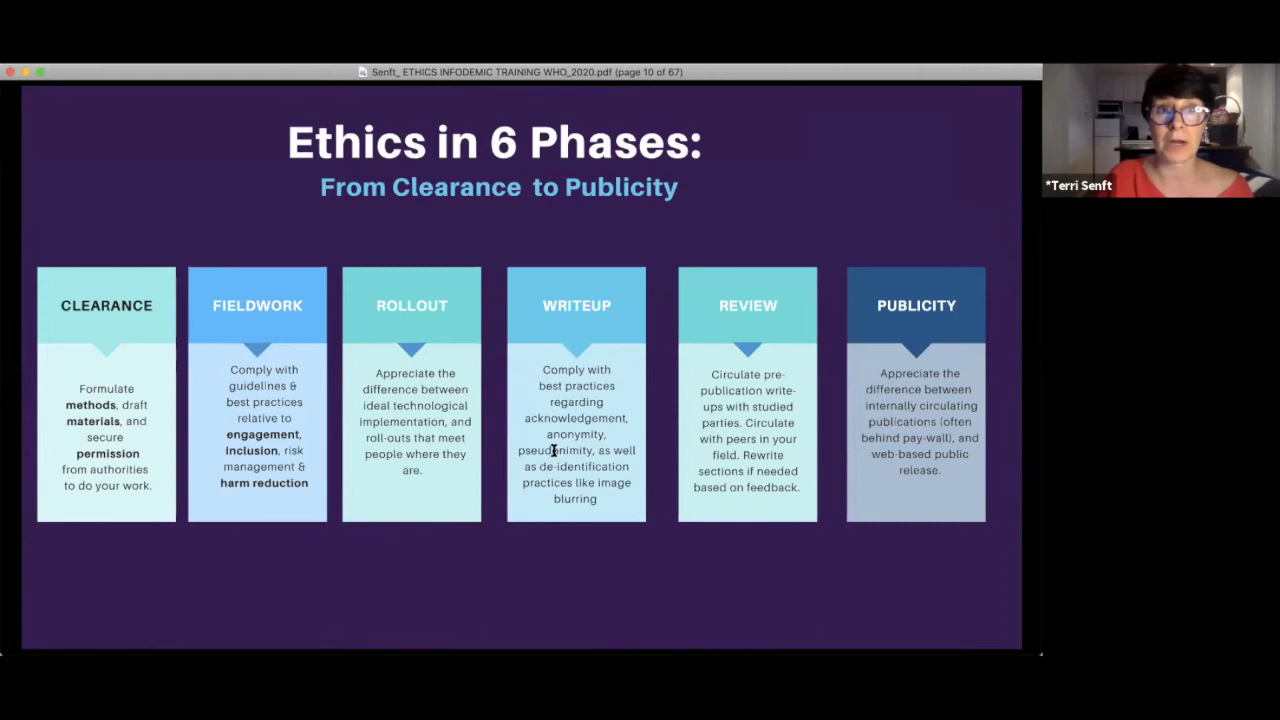 Senft_ ETHICS INFODEMIC TRAINING WHO_2020.pdf (page 10 of 67)
Ethics in 6 Phases:
From Clearance to Publicity
CLEARANCE
Formulate
methods, draft
materials, and
secure
permission
from authorities
to do your work.
FIELDWORK
Comply with
guidelines &
best practices
relative to
engagement,
inclusion, risk
management &
harm reduction
ROLLOUT
Appreciate the
difference between
ideal technological
implementation, and
roll-outs that meet
people where they
are.
WRITEUP
Comply with
best practices
regarding
acknowledgement,
anonymity,
pseudonimity, as well
as de-identification
practices like image
blurring
REVIEW
Circulate pre-
publication write-
ups with studied
parties. Circulate
with peers in your
field. Rewrite
sections if needed
based on feedback.
PUBLICITY
Appreciate the
difference between
internally circulating
publications (often
behind pay-wall), and
web-based public
release.
*Terri Senft